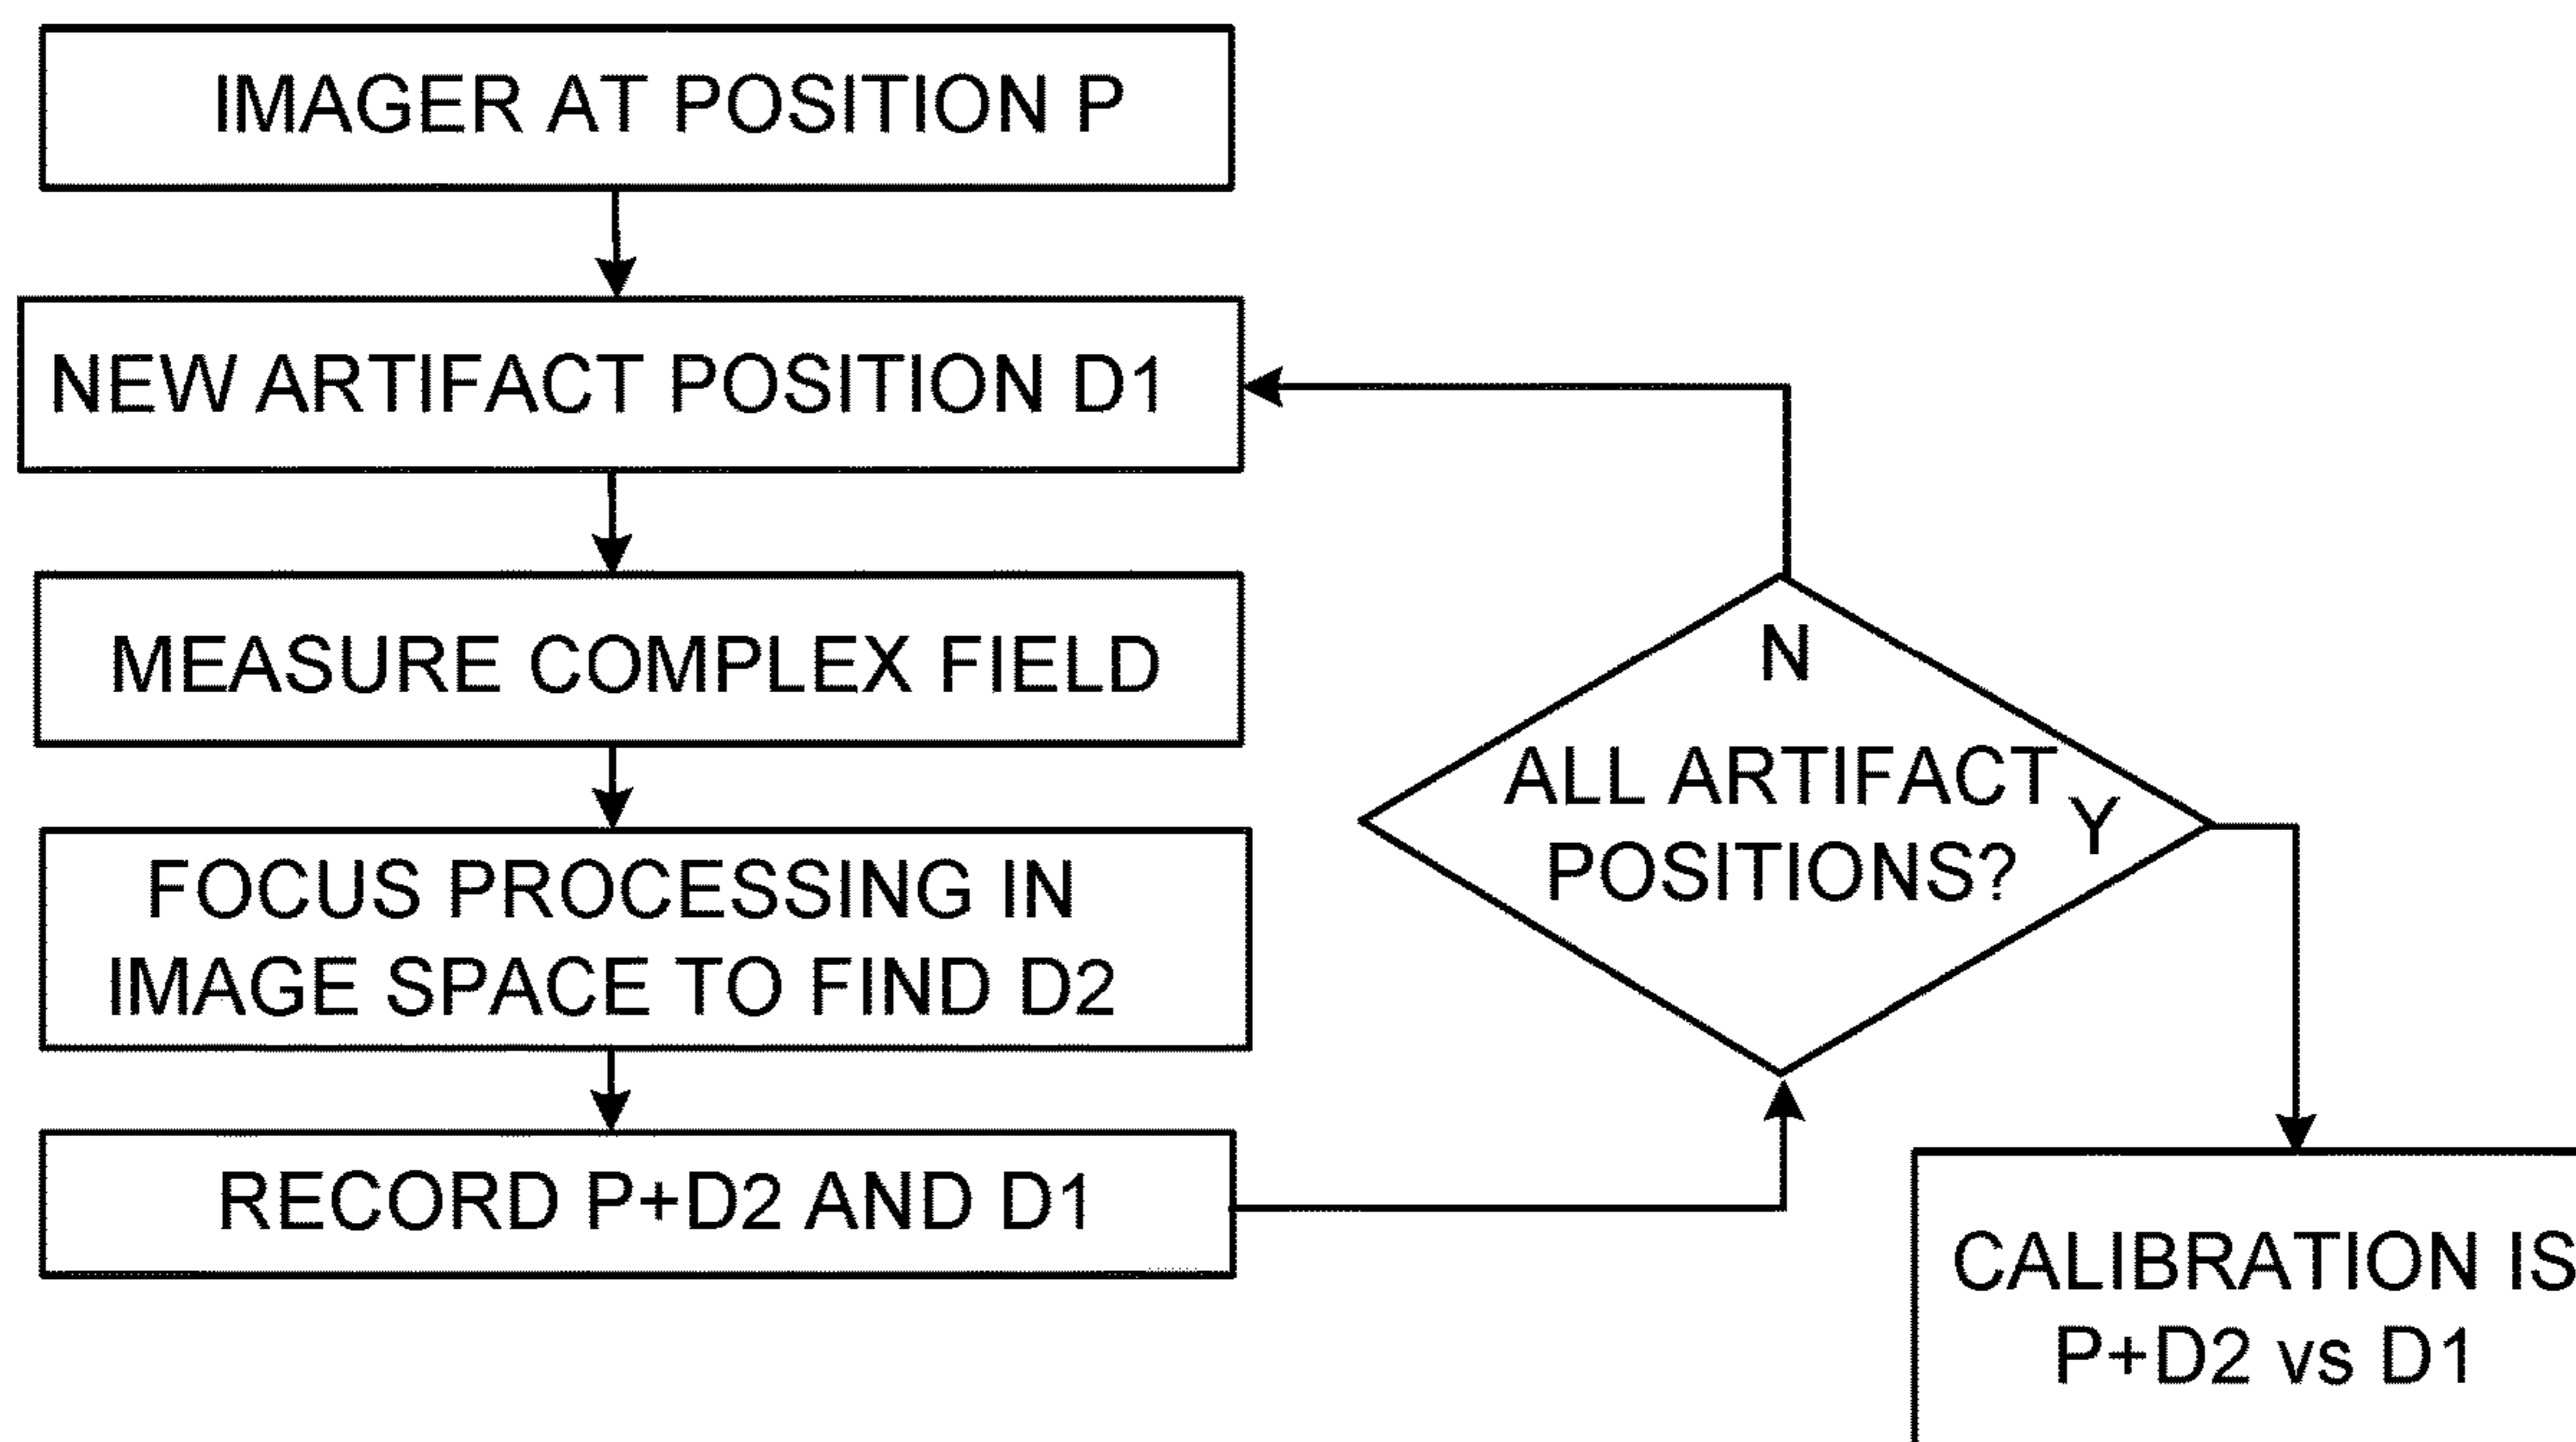 IMAGER AT POSITION P
NEW ARTIFACT POSITION D1
MEASURE COMPLEX FIELD
FOCUS PROCESSING IN
IMAGE SPACE TO FIND D2
RECORD P+D2 AND D1
N
ALL ARTIFACT
POSITIONS?
Y
CALIBRATION IS
P+D2 vs D1